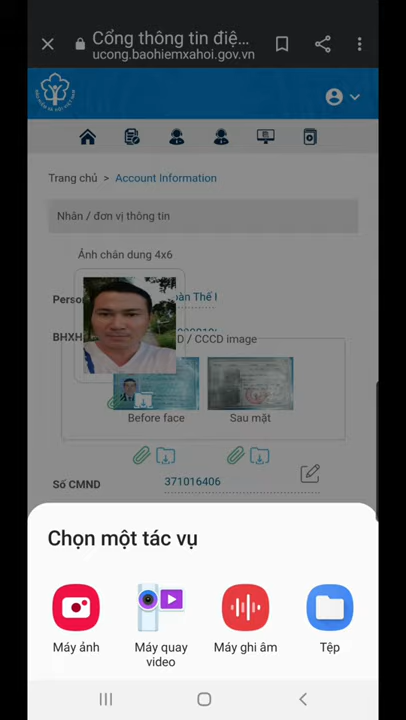 Cổng thông tin điệ...
ucong.baohiemxahoi.gov.vn
Trang chủ > Account Information
Nhân / đơn vị thông tin
Ảnh chân dung 4x6
Person
BHXH
D / CCCD image
Before face
Sau mặt
Số CMND
371016406
Chọn một tác vụ
Máy ảnh
Máy quay
video
Máy ghi âm
Tệp